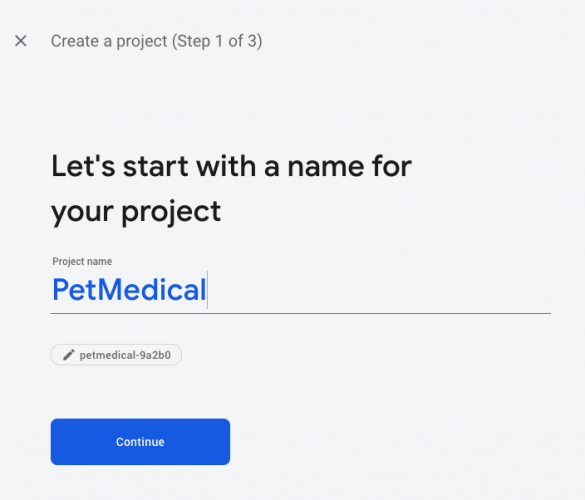 Create a project (Step 1 of 3)
Let's start with a name for
your project
Project name
PetMedical
petmedical-9a2b0
Continue